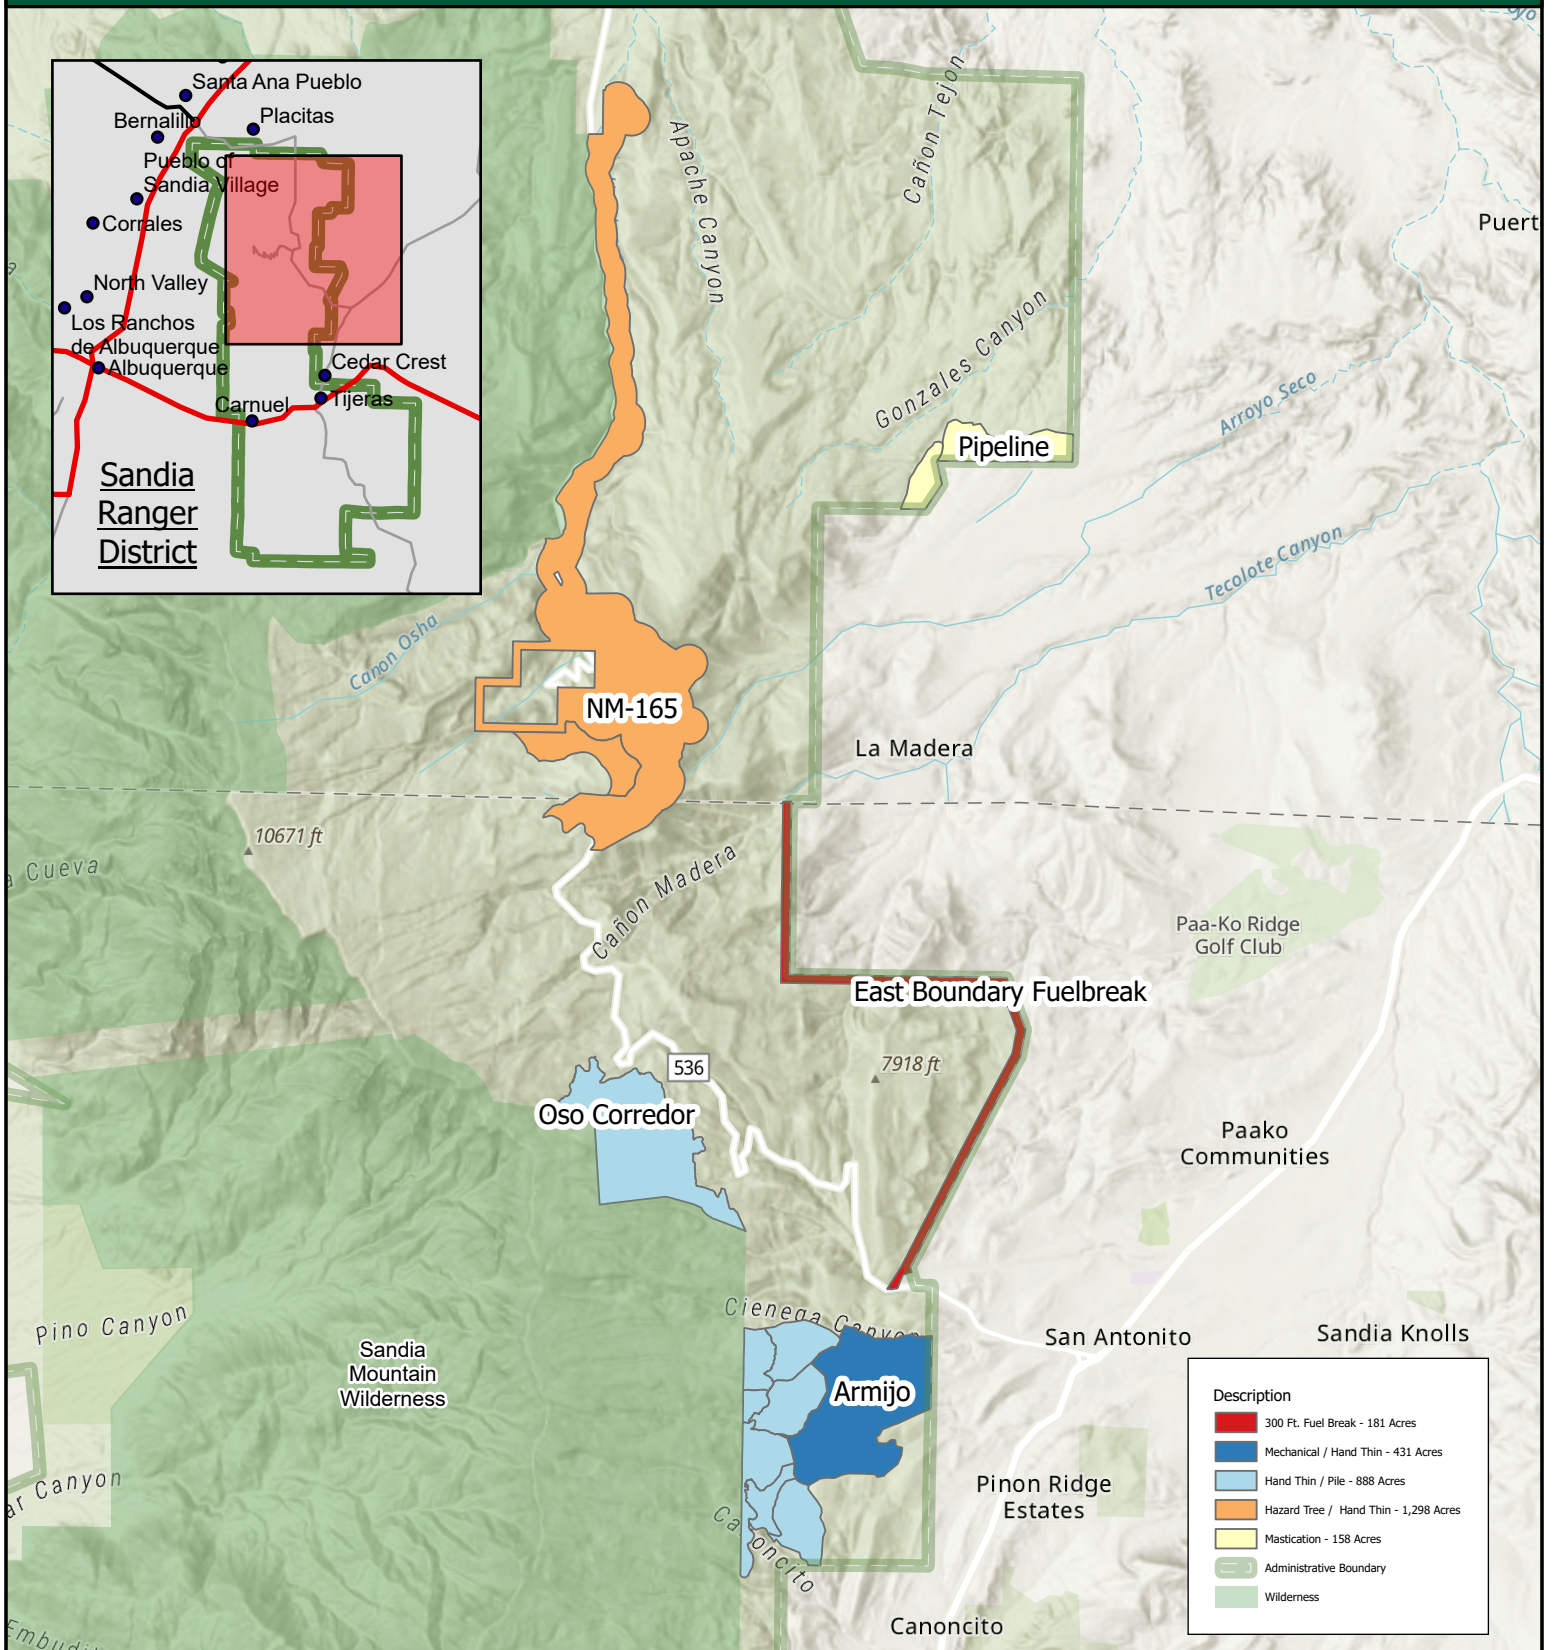 Santa Ana Pueblo
Bernalillo
Placitas
Pueblo of
Sandia Village
Corrales
North Valley
Los Ranchos
de Albuquerque
Albuquerque
Cedar Crest
Tijeras
Carnuel
Sandia
Ranger
District
Apache Canyon
Cañon Tejon
Puert
Gonzales Canyon
Arroyo Seco
Pipeline
Tecolote Canyon
Canon Osha
NM-165
La Madera
10671 ft
a Cueva
Cañon Madera
Paa-Ko Ridge
Golf Club
East Boundary Fuelbreak
536
7918 ft
Oso Corredor
Paako
Communities
Pino Canyon
Cienega Canyon
San Antonito
Sandia Knolls
Sandia
Mountain
Wilderness
Armijo
ar Canyon
Pinon Ridge
Estates
Canoncito
Embudi
Description
300 Ft. Fuel Break - 181 Acres
Mechanical / Hand Thin - 431 Acres
Hand Thin / Pile - 888 Acres
Hazard Tree / Hand Thin - 1,298 Acres
Mastication - 158 Acres
Administrative Boundary
Wilderness
Canoncito